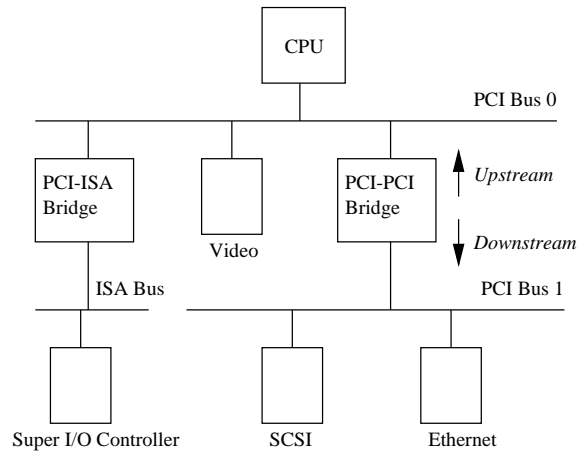 CPU
PCI Bus 0
PCI-ISA
Bridge
PCI-PCI
Bridge
Upstream
Downstream
Video
ISA Bus
PCI Bus 1
Super I/O Controller
SCSI
Ethernet